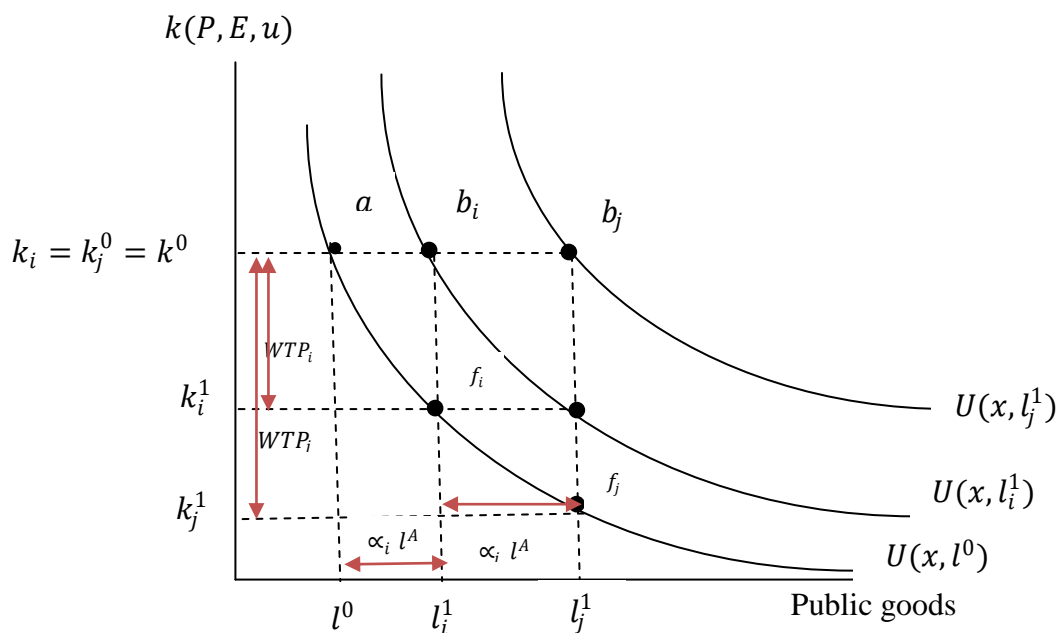 k(P, E, u)
a b_i b_j
k_i = k_j^0 = k^0
WTP_i
f_i
k_i^1
U(x, l_j^1)
WTP_j
f_j
k_j^1
U(x, l_i^1)
∝_i l^A ∝_i l^A
U(x, l^0)
l^0 l_i^1 l_j^1 Public goods